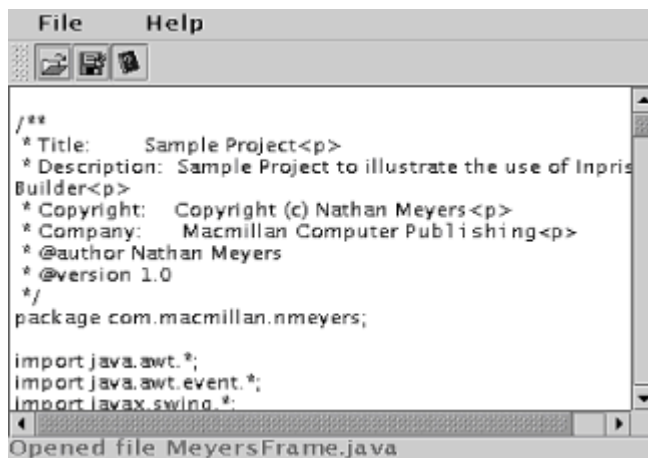 File Help
/**
* Title: Sample Project<p>
* Description: Sample Project to illustrate the use of Inpris
Builder<p>
* Copyright: Copyright (c) Nathan Meyers<p>
* Company: Macmillan Computer Publishing<p>
* @author Nathan Meyers
* @version 1.0
*/
package com.macmillan.nmeyers;
import java.awt.*;
import java.awt.event.*;
import javax.swing.*;
Opened file MeyersFrame.java